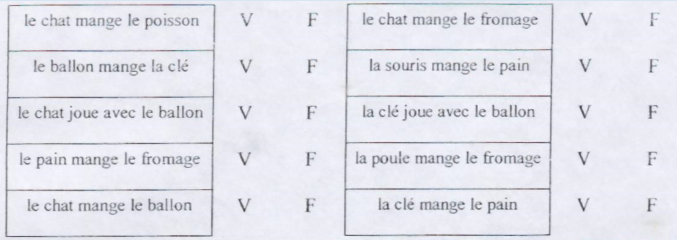 le chat mange le poisson V F le chat mange le fromage V F
le ballon mange la clé V F la souris mange le pain V F
le chat joue avec le ballon V F la clé joue avec le ballon V F
le pain mange le fromage V F la poule mange le fromage V F
le chat mange le ballon V F la clé mange le pain V F